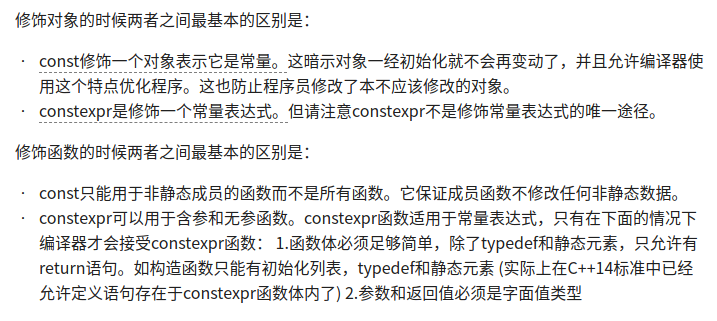 修饰对象的时候两者之间最基本的区别是：
· const修饰一个对象表示它是常量。这暗示对象一经初始化就不会再变动了，并且允许编译器使
用这个特点优化程序。这也防止程序员修改了本不应该修改的对象。
· constexpr是修饰一个常量表达式。但请注意constexpr不是修饰常量表达式的唯一途径。
修饰函数的时候两者之间最基本的区别是：
· const只能用于非静态成员的函数而不是所有函数。它保证成员函数不修改任何非静态数据。
· constexpr可以用于含参和无参函数。constexpr函数适用于常量表达式，只有在下面的情况下
编译器才会接受constexpr函数： 1.函数体必须足够简单，除了typedef和静态元素，只允许有
return语句。如构造函数只能有初始化列表，typedef和静态元素 (实际上在C++14标准中已经
允许定义语句存在于constexpr函数体内了) 2.参数和返回值必须是字面值类型